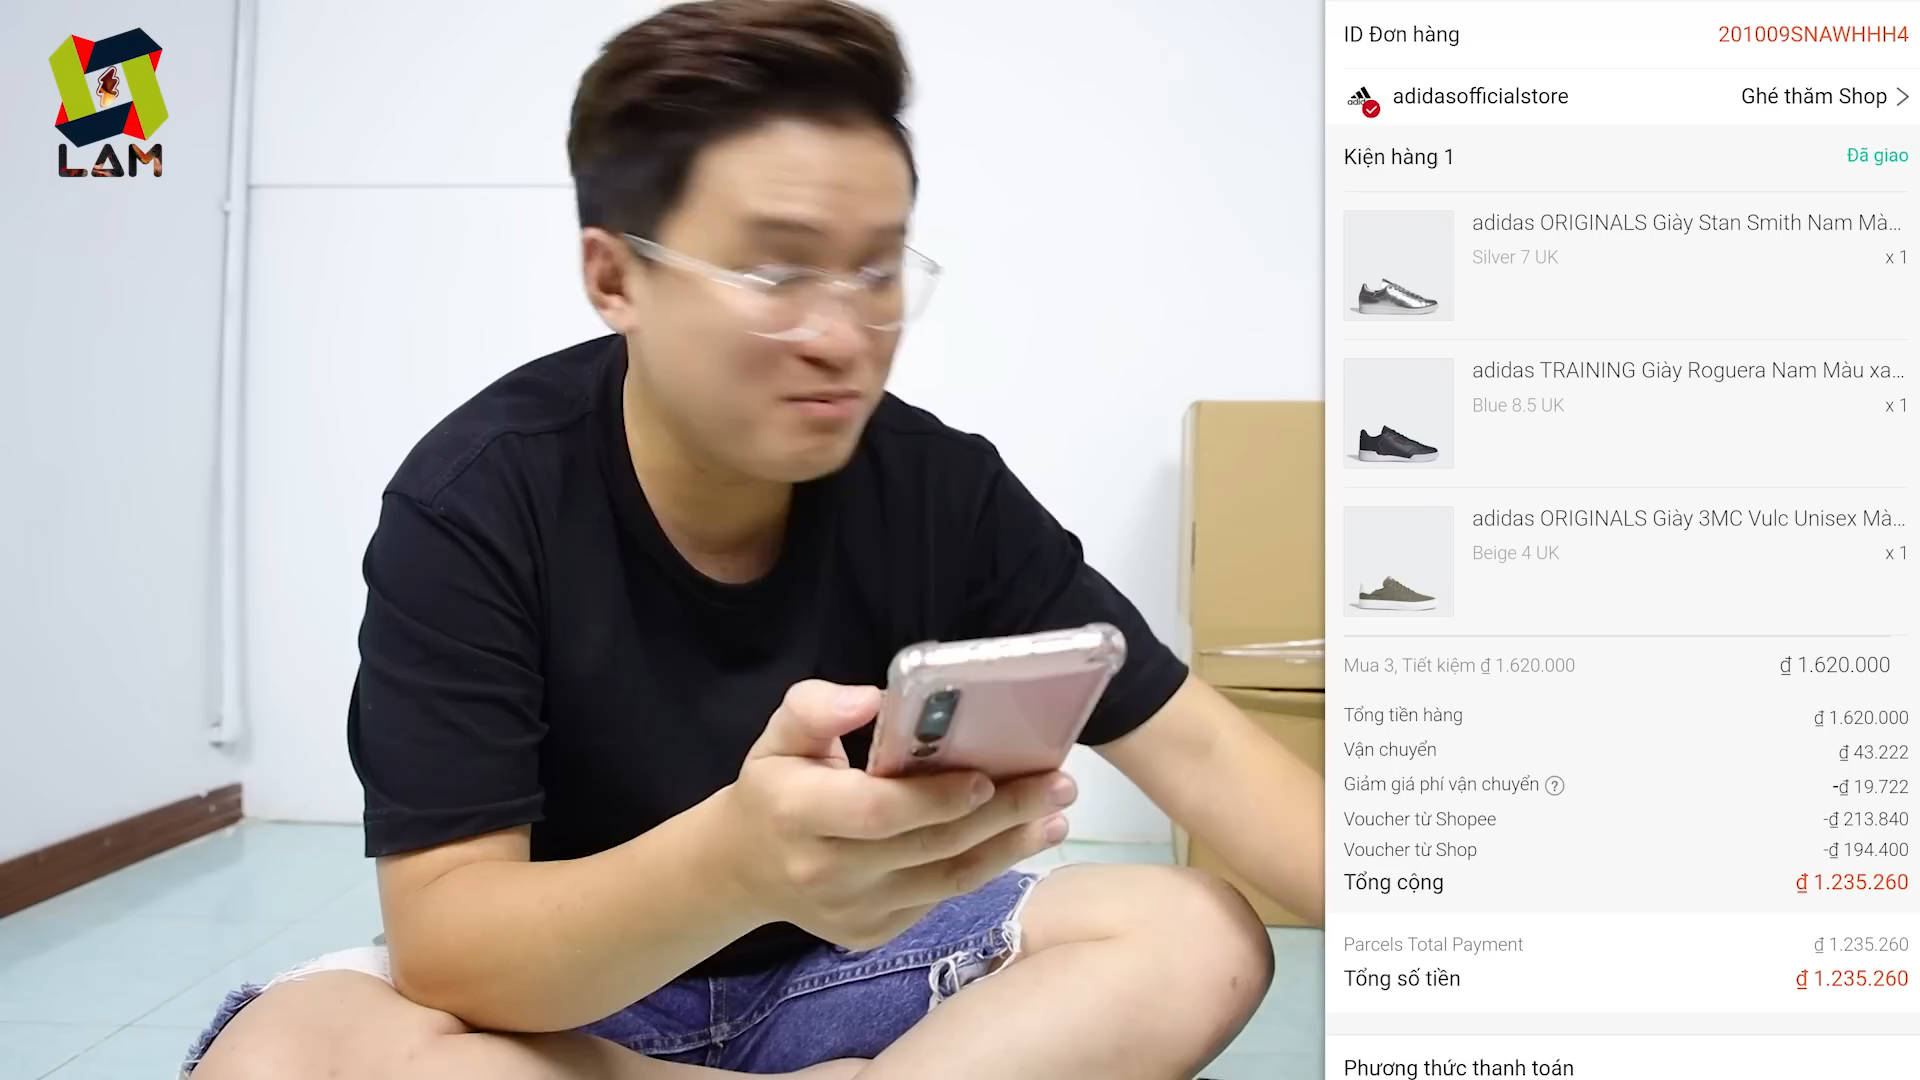 LAM
ID Đơn hàng 201009SNAWHHH4
adidas
adidasofficialstore Ghé thăm Shop
Kiện hàng 1 Đã giao
adidas ORIGINALS Giày Stan Smith Nam Mà...
Silver 7 UK x 1
adidas TRAINING Giày Roguera Nam Màu xa...
Blue 8.5 UK x 1
adidas ORIGINALS Giày 3MC Vulc Unisex Mà...
Beige 4 UK x 1
Mua 3, Tiết kiệm ₫ 1.620.000 ₫ 1.620.000
Tổng tiền hàng ₫ 1.620.000
Vận chuyển ₫ 43.222
Giảm giá phí vận chuyển ? -₫ 19.722
Voucher từ Shopee -₫ 213.840
Voucher từ Shop -₫ 194.400
Tổng cộng ₫ 1.235.260
Parcels Total Payment ₫ 1.235.260
Tổng số tiền ₫ 1.235.260
Phương thức thanh toán